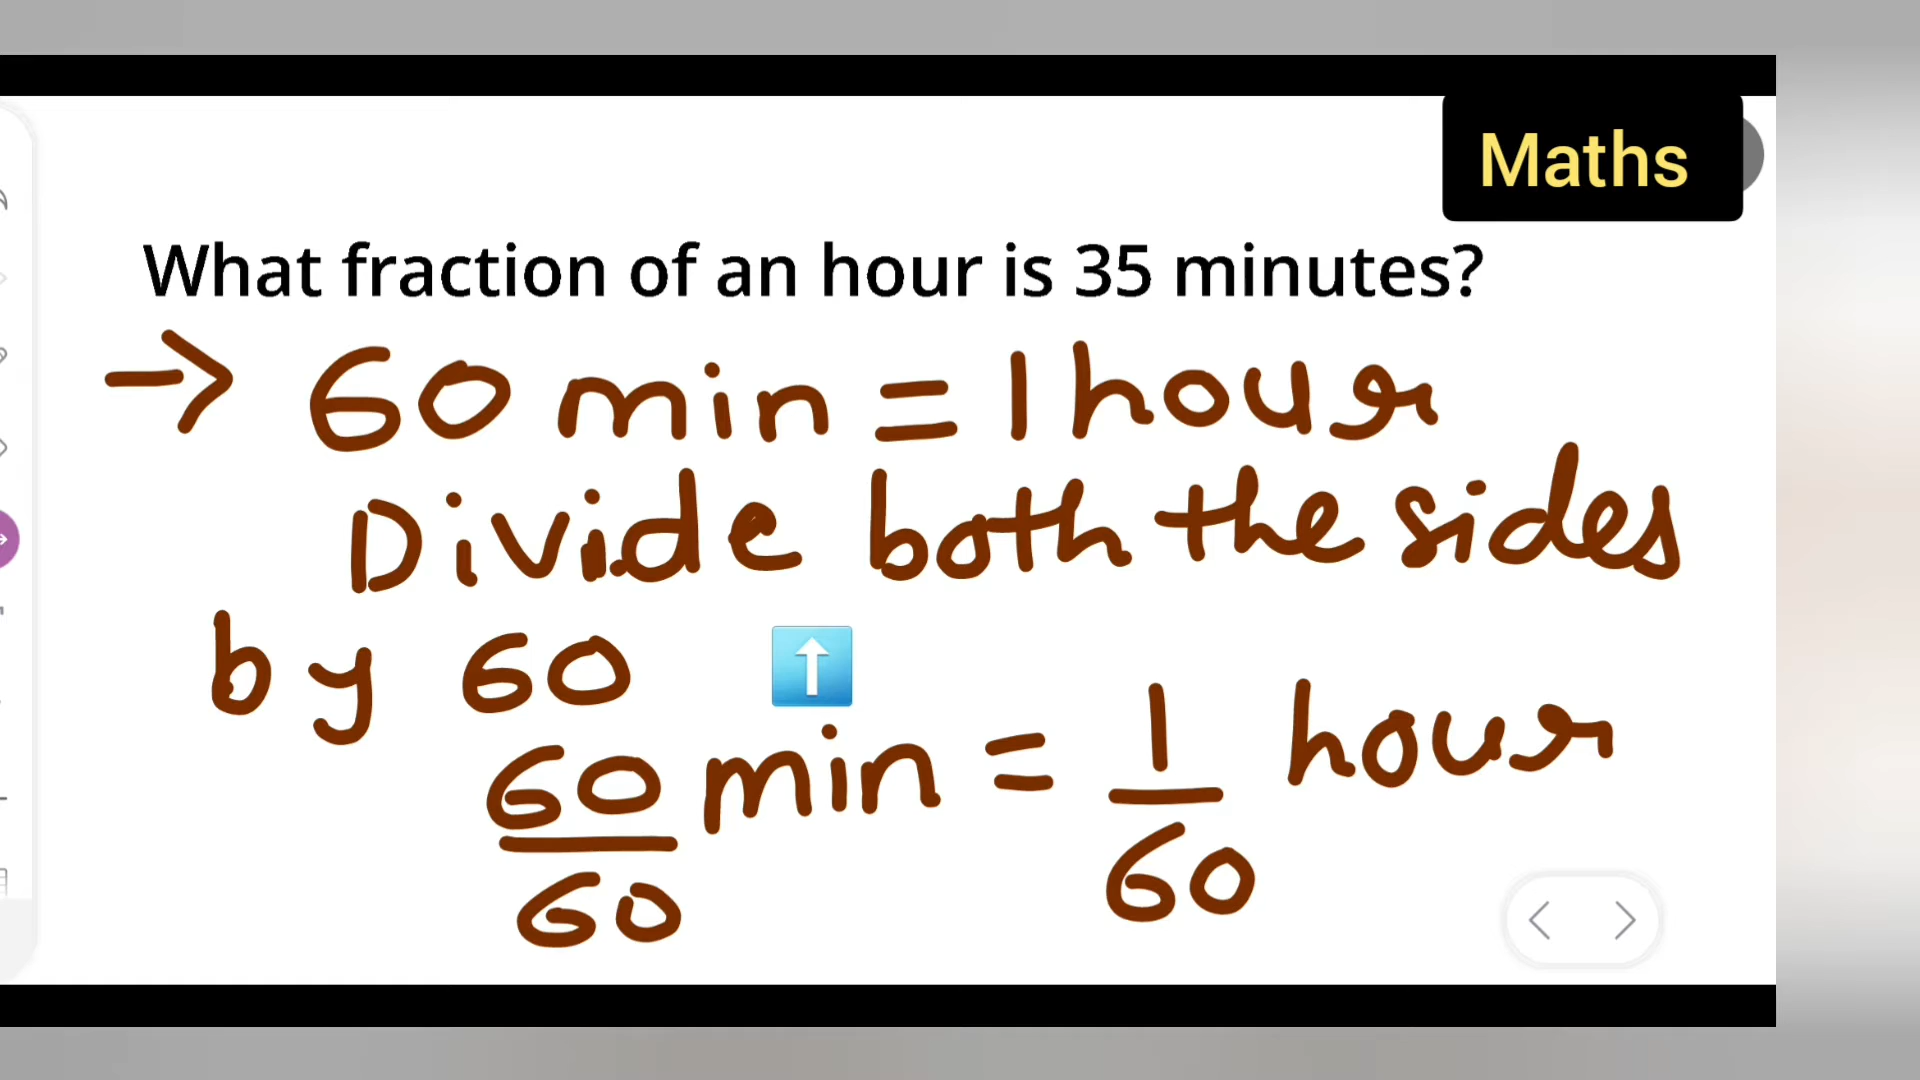 Maths
What fraction of an hour is 35 minutes?
→ 60 min = 1 hour
Divide both the sides
by 60
60/60 min = 1/60 hour